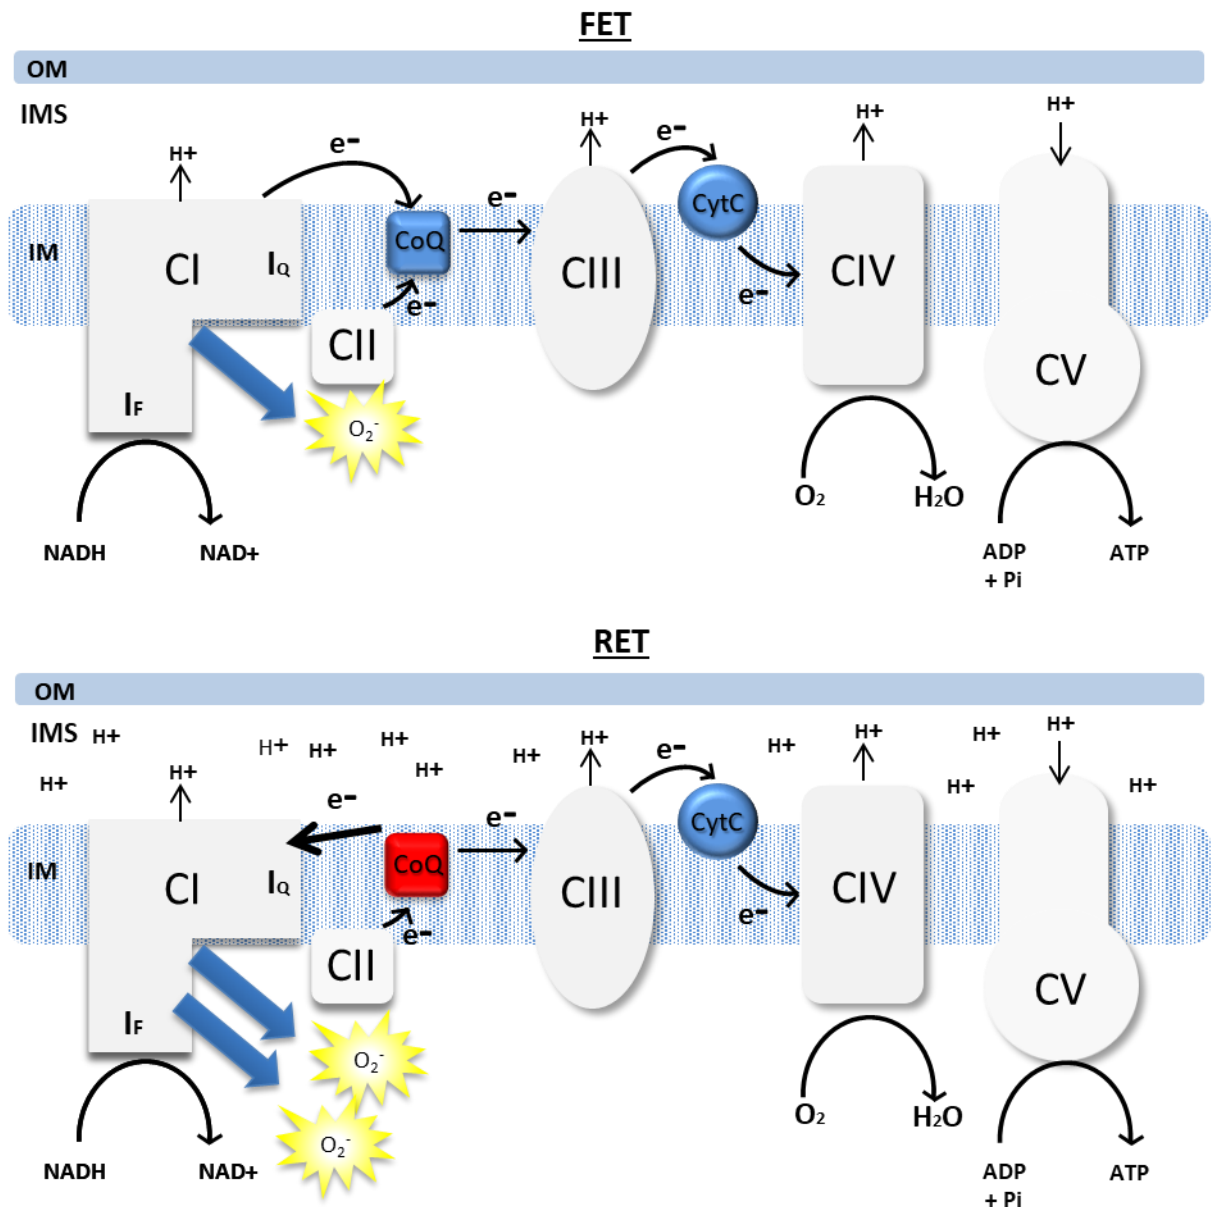 FET
OM
IMS
H+
e-
H+
e-
H+
H+
CytC
e-
CoQ
IM
CI
IQ
CIII
CIV
e-
e-
CII
CV
IF
O2-
O2
H2O
NADH
NAD+
ADP
+ Pi
ATP
RET
OM
IMS
H+
H+
H+
H+
H+
H+
H+
e-
H+
H+
H+
H+
H+
H+
H+
H+
e-
e-
CytC
CoQ
IM
CI
IQ
CIII
CIV
e-
e-
CII
CV
IF
O2-
O2-
O2
H2O
NADH
NAD+
ADP
+ Pi
ATP